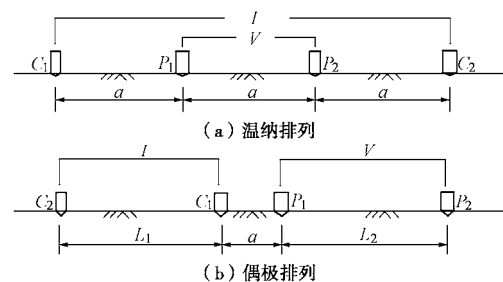 I
V
C₁ P₁ P₂ C₂
a a a
(a) 温纳排列
I V
C₂ C₁ P₁ P₂
L₁ a L₂
(b) 偶极排列